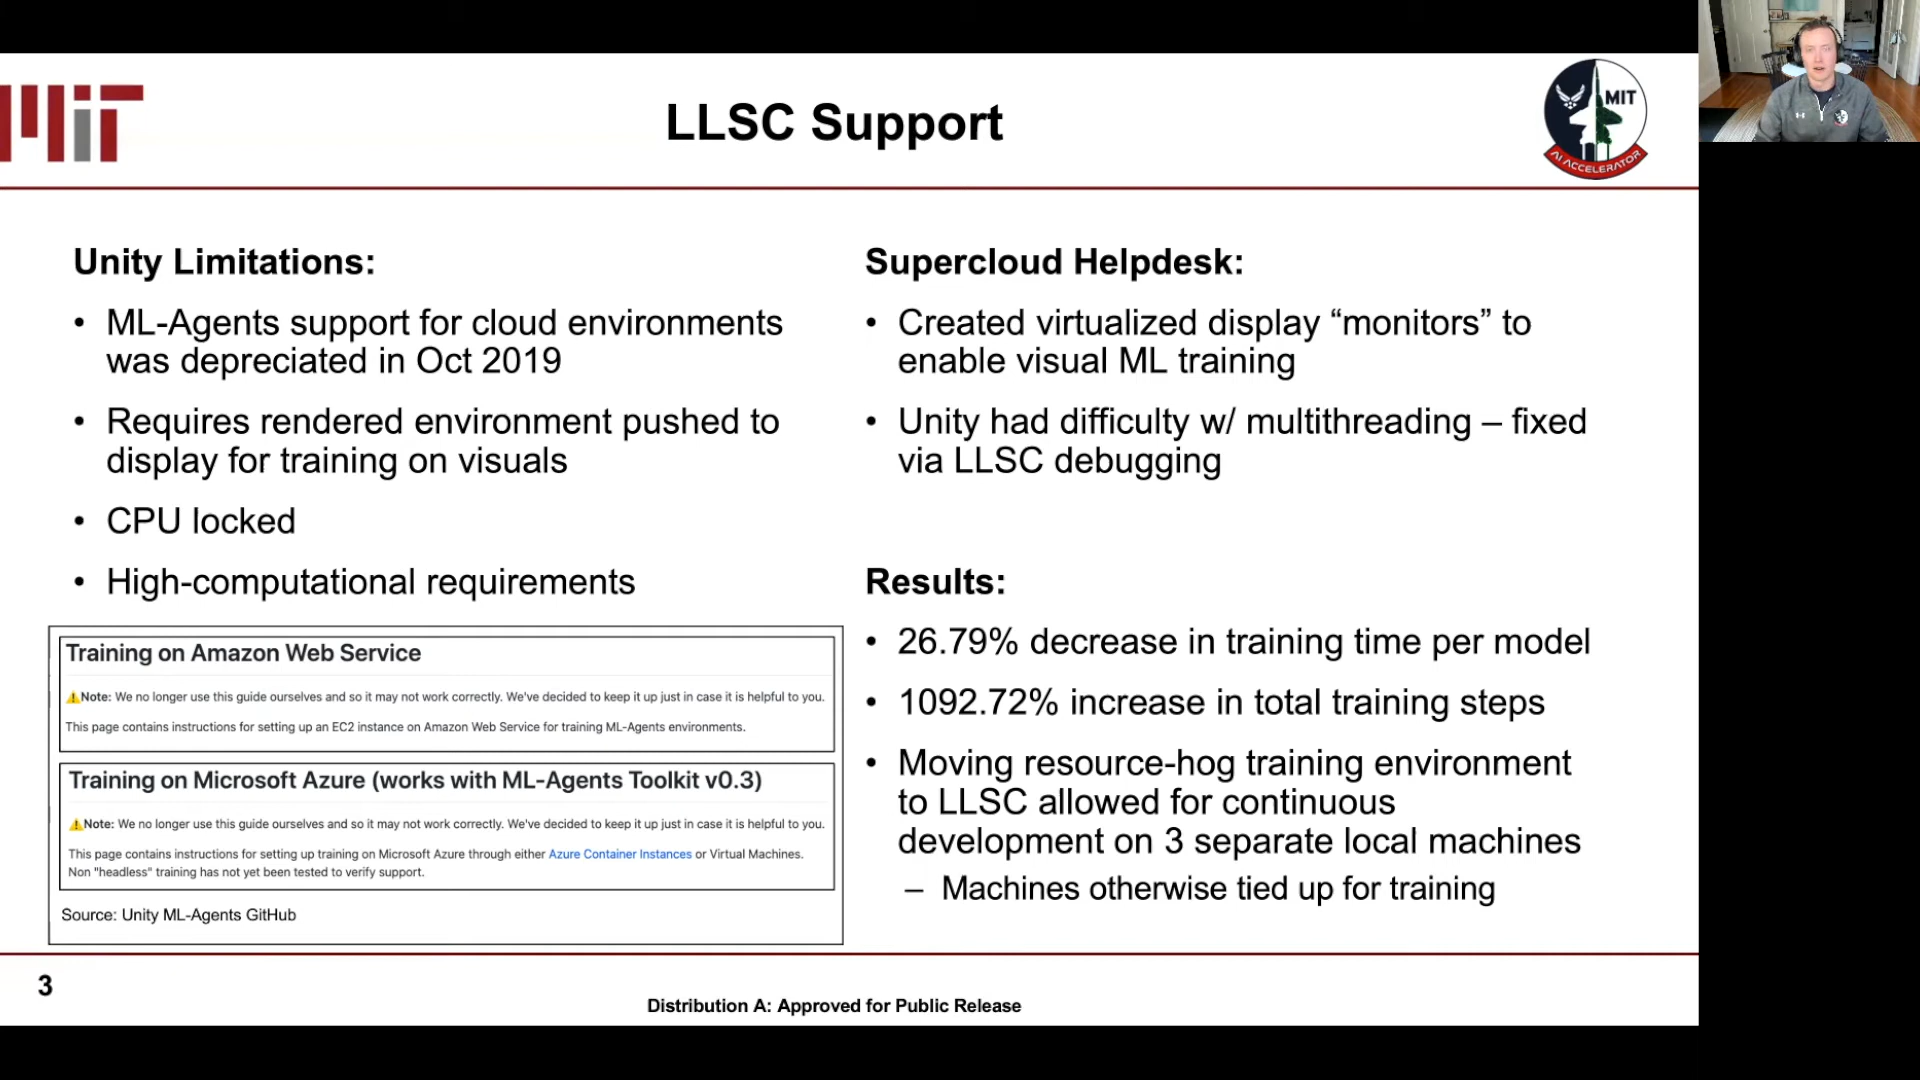 MIT
LLSC Support
MIT
AI ACCELERATOR
Unity Limitations:
• ML-Agents support for cloud environments
was depreciated in Oct 2019
• Requires rendered environment pushed to
display for training on visuals
• CPU locked
• High-computational requirements
Training on Amazon Web Service
⚠️Note: We no longer use this guide ourselves and so it may not work correctly. We've decided to keep it up just in case it is helpful to you.
This page contains instructions for setting up an EC2 instance on Amazon Web Service for training ML-Agents environments.
Training on Microsoft Azure (works with ML-Agents Toolkit v0.3)
⚠️Note: We no longer use this guide ourselves and so it may not work correctly. We've decided to keep it up just in case it is helpful to you.
This page contains instructions for setting up training on Microsoft Azure through either Azure Container Instances or Virtual Machines.
Non "headless" training has not yet been tested to verify support.
Source: Unity ML-Agents GitHub
Supercloud Helpdesk:
• Created virtualized display “monitors” to
enable visual ML training
• Unity had difficulty w/ multithreading – fixed
via LLSC debugging
Results:
• 26.79% decrease in training time per model
• 1092.72% increase in total training steps
• Moving resource-hog training environment
to LLSC allowed for continuous
development on 3 separate local machines
– Machines otherwise tied up for training
3
Distribution A: Approved for Public Release